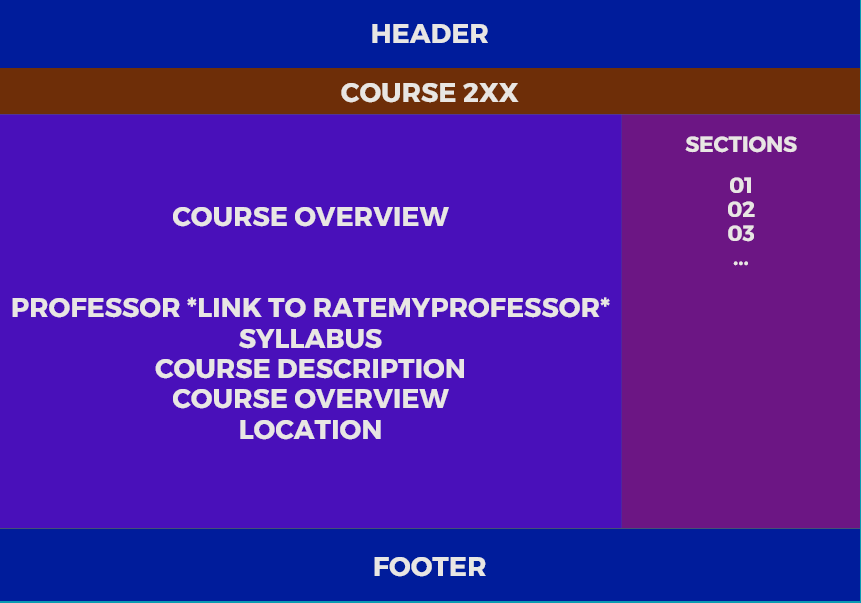 HEADER
COURSE 2XX
COURSE OVERVIEW
PROFESSOR *LINK TO RATEMYPROFESSOR*
SYLLABUS
COURSE DESCRIPTION
COURSE OVERVIEW
LOCATION
SECTIONS
01
02
03
...
FOOTER